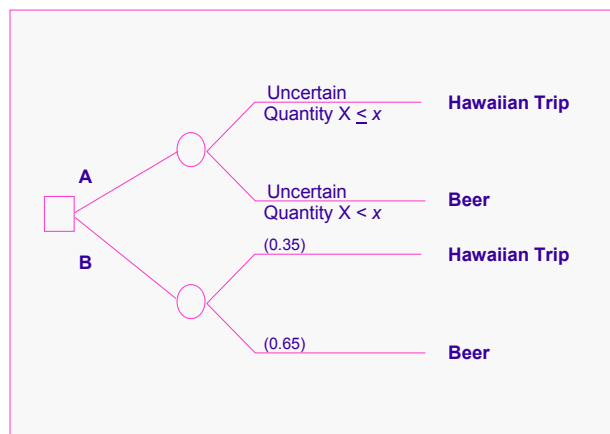 Uncertain
Quantity X ≤ x
Hawaiian Trip
A
Uncertain
Quantity X < x
Beer
B
(0.35)
Hawaiian Trip
(0.65)
Beer